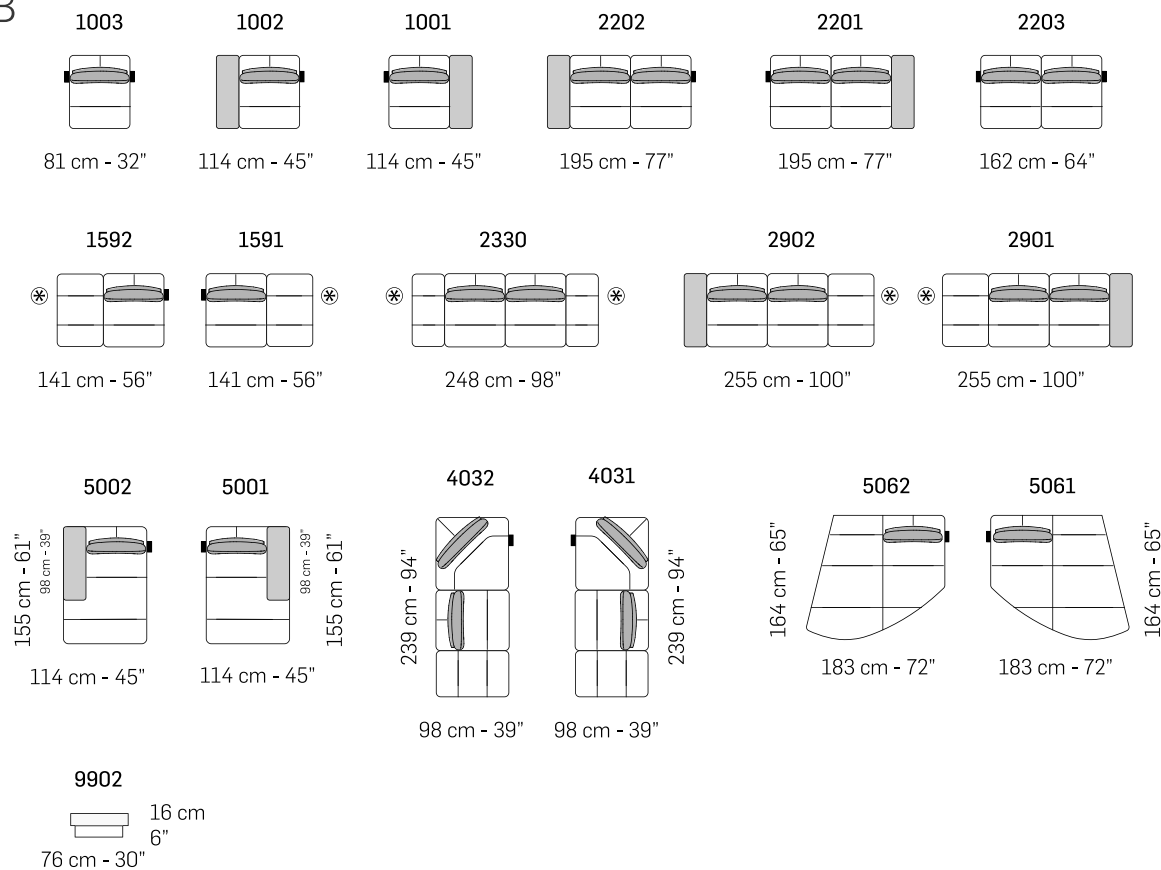 B
1003 1002 1001 2202 2201 2203
81 cm - 32" 114 cm - 45" 114 cm - 45" 195 cm - 77" 195 cm - 77" 162 cm - 64"
1592 1591 2330 2902 2901
* * * * * *
141 cm - 56" 141 cm - 56" 248 cm - 98" 255 cm - 100" 255 cm - 100"
5002 5001 4032 4031 5062 5061
155 cm - 61" 98 cm - 39" 98 cm - 39" 155 cm - 61" 239 cm - 94" 239 cm - 94" 164 cm - 65" 164 cm - 65"
114 cm - 45" 114 cm - 45" 98 cm - 39" 98 cm - 39" 183 cm - 72" 183 cm - 72"
9902
16 cm
6"
76 cm - 30"